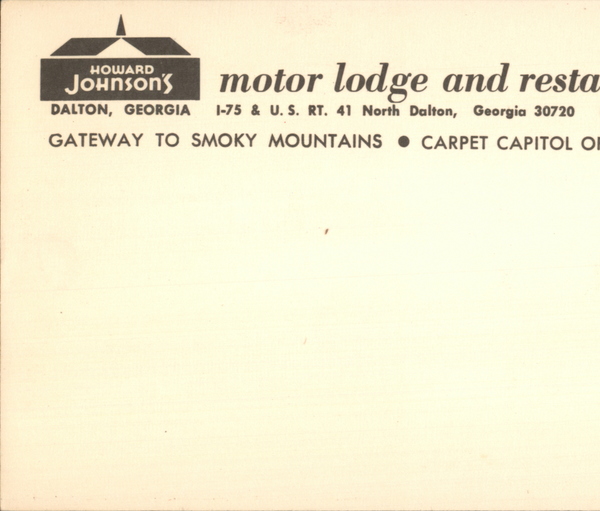 HOWARD
JOHNSON'S
DALTON, GEORGIA
motor lodge and resta
I-75 & U. S. RT. 41 North Dalton, Georgia 30720
GATEWAY TO SMOKY MOUNTAINS ● CARPET CAPITOL O